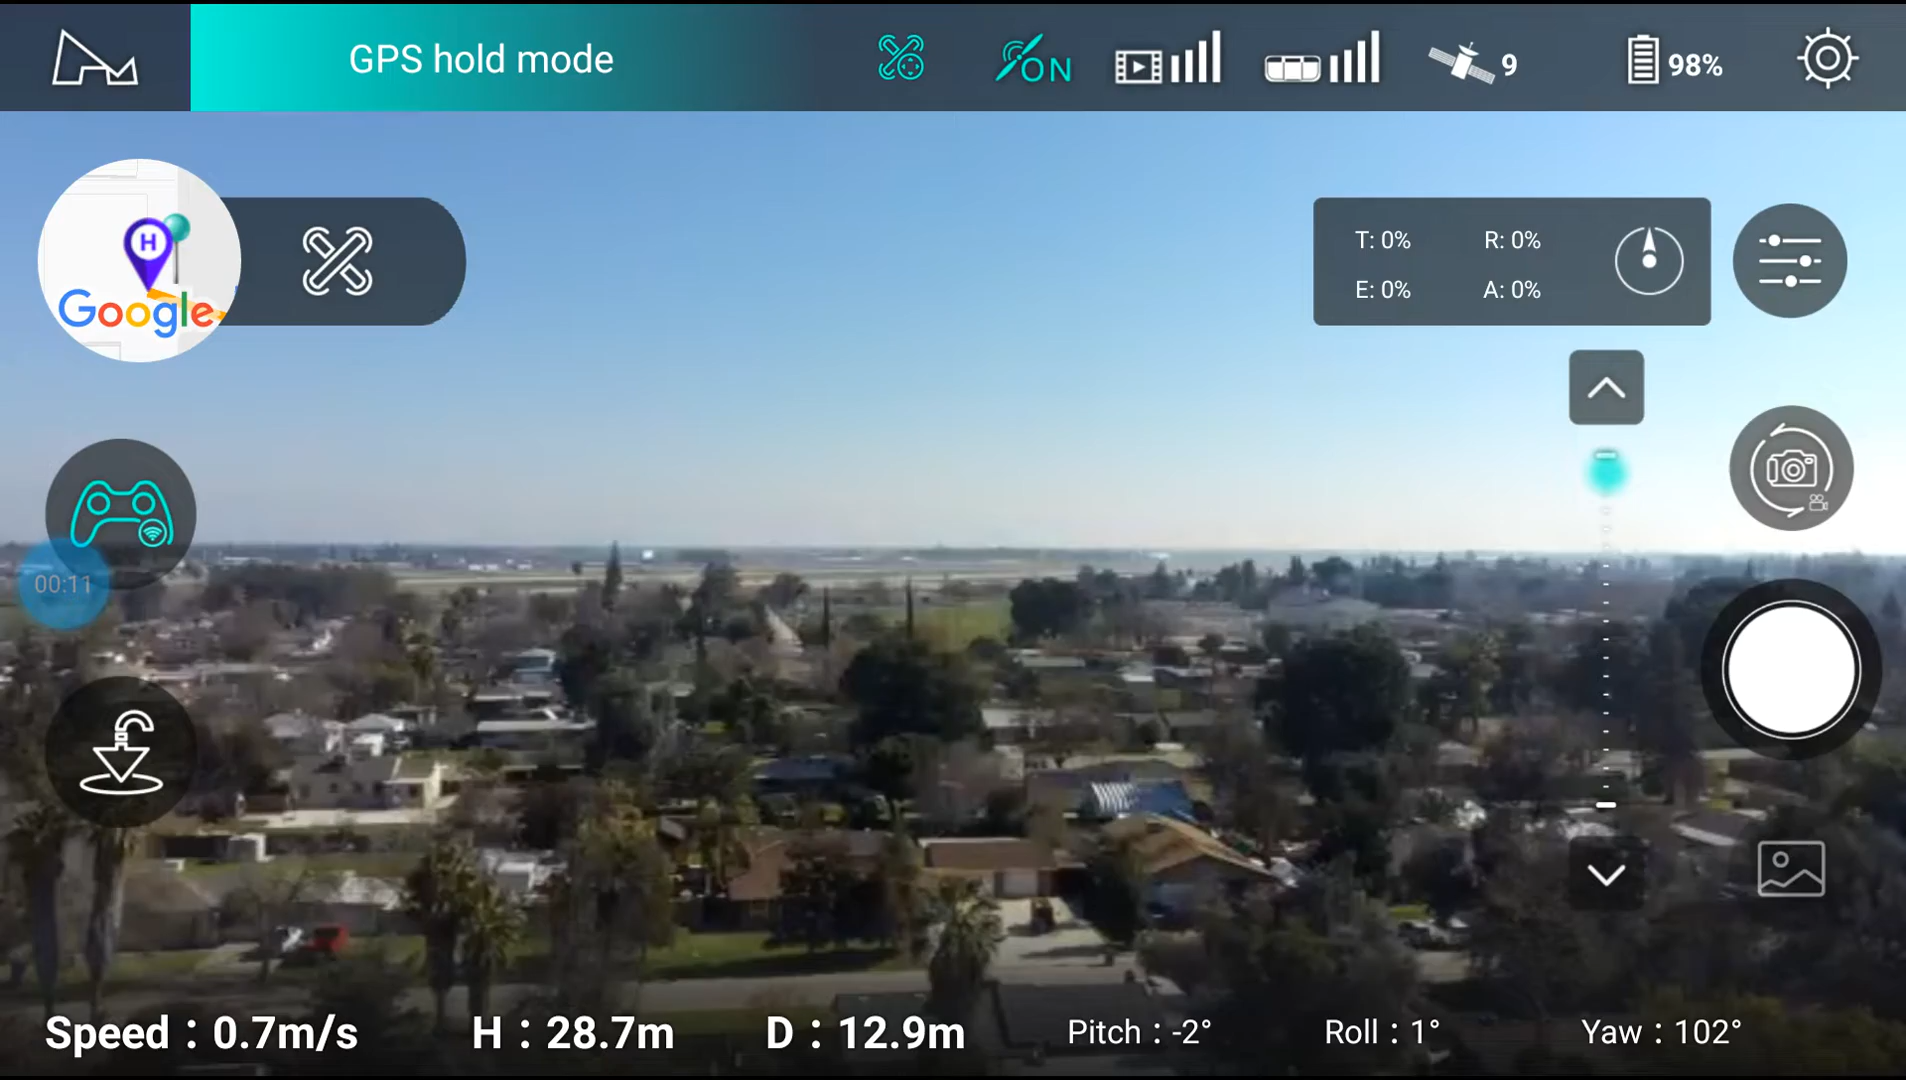 GPS hold mode
ON
9
98%
H
Google
T: 0%
R: 0%
E: 0%
A: 0%
00:11
Speed : 0.7m/s
H : 28.7m
D : 12.9m
Pitch : -2°
Roll : 1°
Yaw : 102°